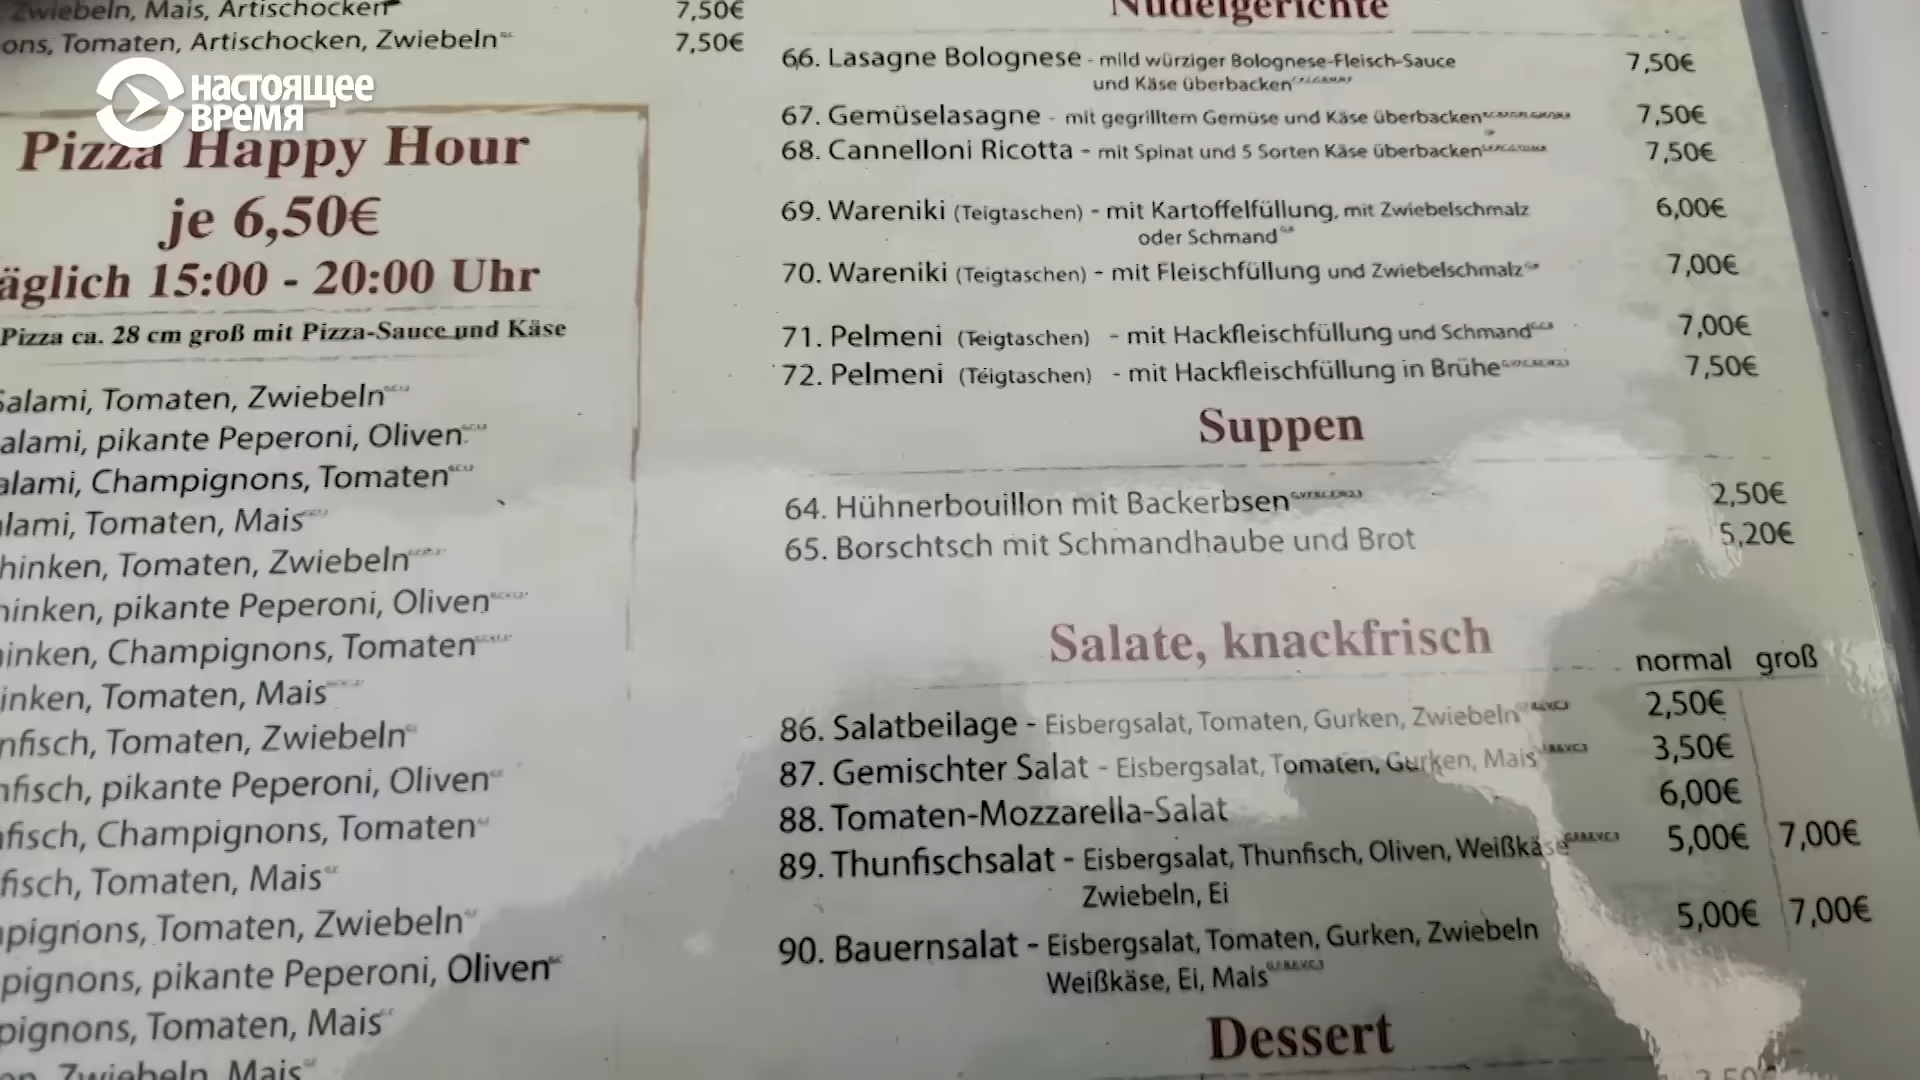 Zwiebeln, Mais, Artischocken 7,50€
ons, Tomaten, Artischocken, Zwiebeln 7,50€
НАСТОЯЩЕЕ
ВРЕМЯ
Pizza Happy Hour
je 6,50€
äglich 15:00 - 20:00 Uhr
Pizza ca. 28 cm groß mit Pizza-Sauce und Käse
Salami, Tomaten, Zwiebeln
alami, pikante Peperoni, Oliven
alami, Champignons, Tomaten
lami, Tomaten, Mais
hinken, Tomaten, Zwiebeln
hinken, pikante Peperoni, Oliven
inken, Champignons, Tomaten
inken, Tomaten, Mais
nfisch, Tomaten, Zwiebeln
nfisch, pikante Peperoni, Oliven
fisch, Champignons, Tomaten
fisch, Tomaten, Mais
pignons, Tomaten, Zwiebeln
pignons, pikante Peperoni, Oliven
pignons, Tomaten, Mais
Zwiebeln, Mais
Nudelgerichte
66. Lasagne Bolognese - mild würziger Bolognese-Fleisch-Sauce 7,50€
und Käse überbacken
67. Gemüselasagne - mit gegrilltem Gemüse und Käse überbacken 7,50€
68. Cannelloni Ricotta - mit Spinat und 5 Sorten Käse überbacken 7,50€
69. Wareniki (Teigtaschen) - mit Kartoffelfüllung, mit Zwiebelschmalz 6,00€
oder Schmand
70. Wareniki (Teigtaschen) - mit Fleischfüllung und Zwiebelschmalz 7,00€
71. Pelmeni (Teigtaschen) - mit Hackfleischfüllung und Schmand 7,00€
72. Pelmeni (Teigtaschen) - mit Hackfleischfüllung in Brühe 7,50€
Suppen
64. Hühnerbouillon mit Backerbsen 2,50€
65. Borschtsch mit Schmandhaube und Brot 5,20€
Salate, knackfrisch
normal groß
86. Salatbeilage - Eisbergsalat, Tomaten, Gurken, Zwiebeln 2,50€
87. Gemischter Salat - Eisbergsalat, Tomaten, Gurken, Mais 3,50€
88. Tomaten-Mozzarella-Salat 6,00€
89. Thunfischsalat - Eisbergsalat, Thunfisch, Oliven, Weißkäse 5,00€ 7,00€
Zwiebeln, Ei
90. Bauernsalat - Eisbergsalat, Tomaten, Gurken, Zwiebeln 5,00€ 7,00€
Weißkäse, Ei, Mais
Dessert